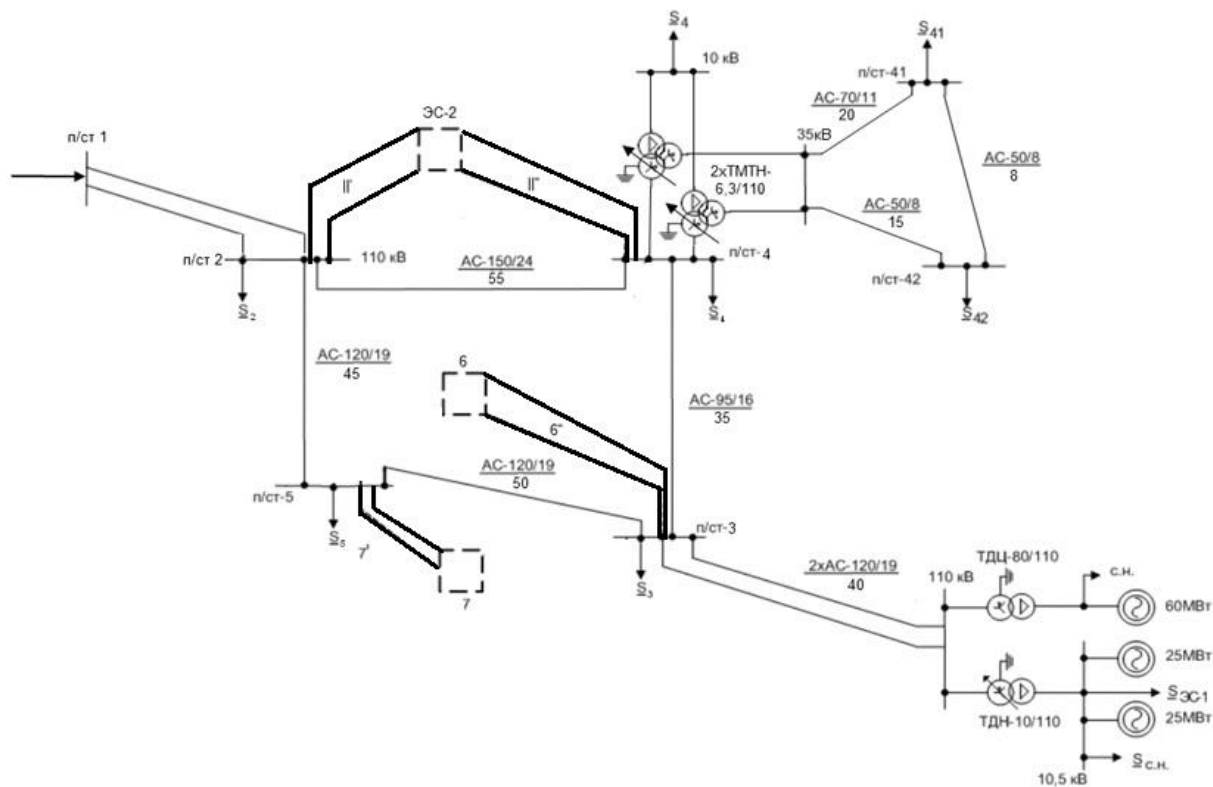 S4
10 кВ
S41
п/ст-41
АС-70/11
20
35кВ
ЭС-2
п/ст 1
2хТМТН-
6,3/110
АС-50/8
8
АС-50/8
15
II'
II"
п/ст-4
п/ст 2
110 кВ
АС-150/24
55
п/ст-42
S2
S4
S42
АС-120/19
45
6
АС-95/16
35
6"
АС-120/19
50
п/ст-5
п/ст-3
S5
7'
7
S3
2хАС-120/19
40
110 кВ
ТДЦ-80/110
с.н.
60МВт
25МВт
SЭС-1
ТДН-10/110
25МВт
Sс.н.
10,5 кВ